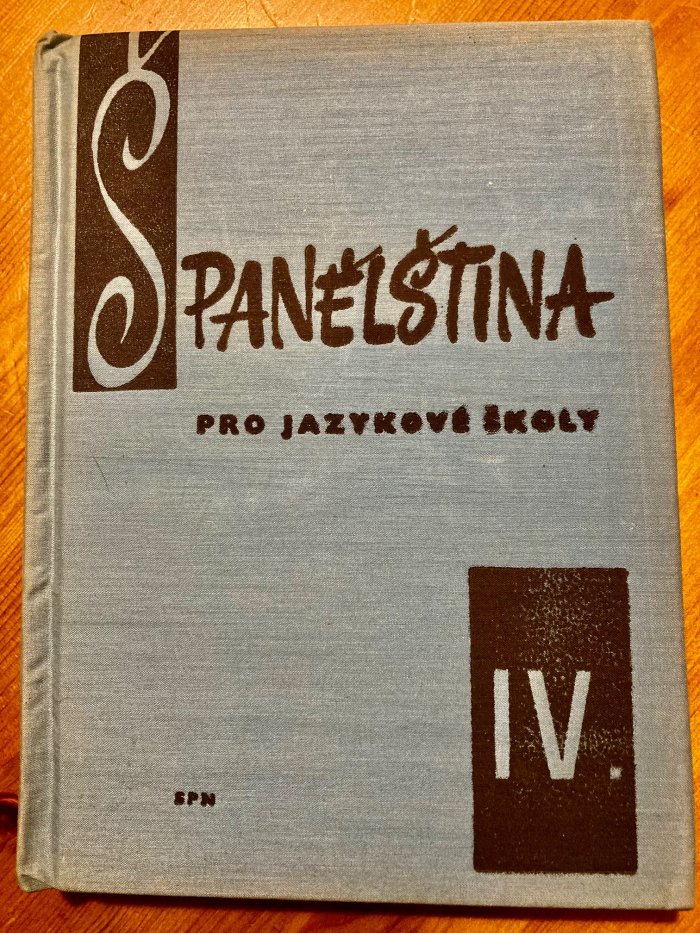 ŠPANĚLŠTINA
PRO JAZYKOVÉ ŠKOLY
IV.
SPN